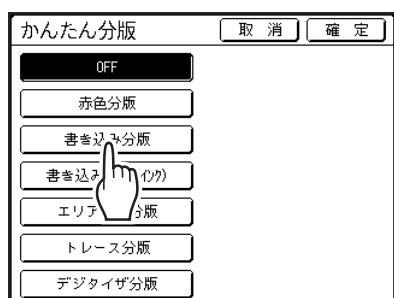 かんたん分版
取 消
確 定
OFF
赤色分版
書き込み分版
書き込み インク)
エリア 分版
トレース分版
デジタイザ分版